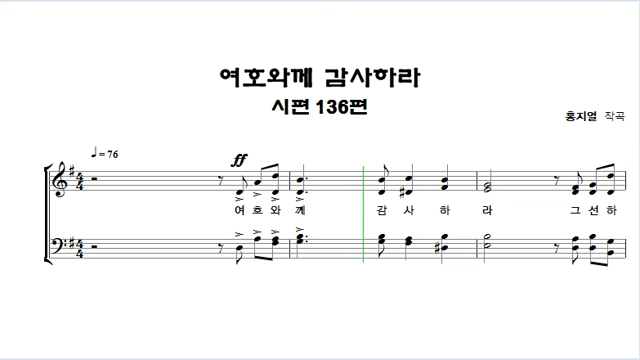 여호와께 감사하라
시편 136편
홍지열 작곡
♩= 76
ff
여 호 와 께 감 사 하 라 그 선 하